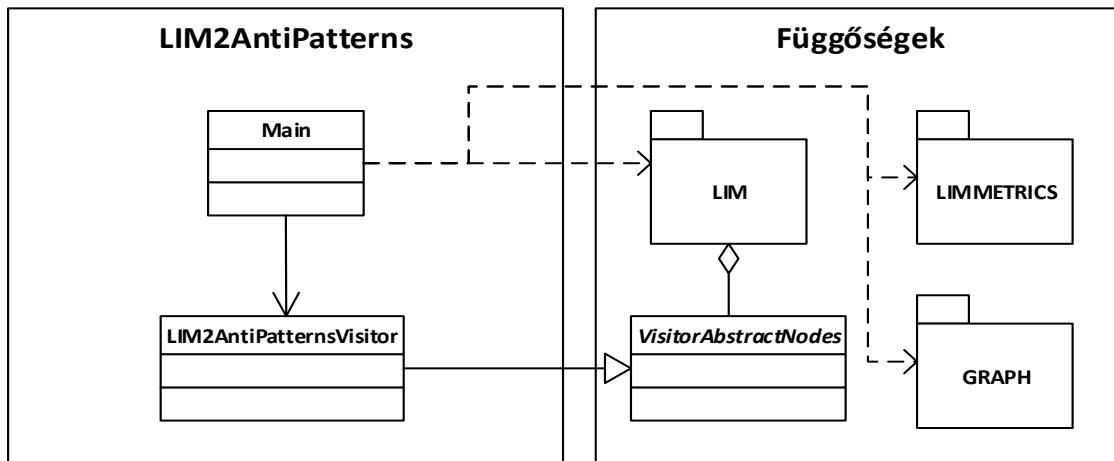 LIM2AntiPatterns
Függőségek
Main
LIM
LIMMETRICS
LIM2AntiPatternsVisitor
VisitorAbstractNodes
GRAPH